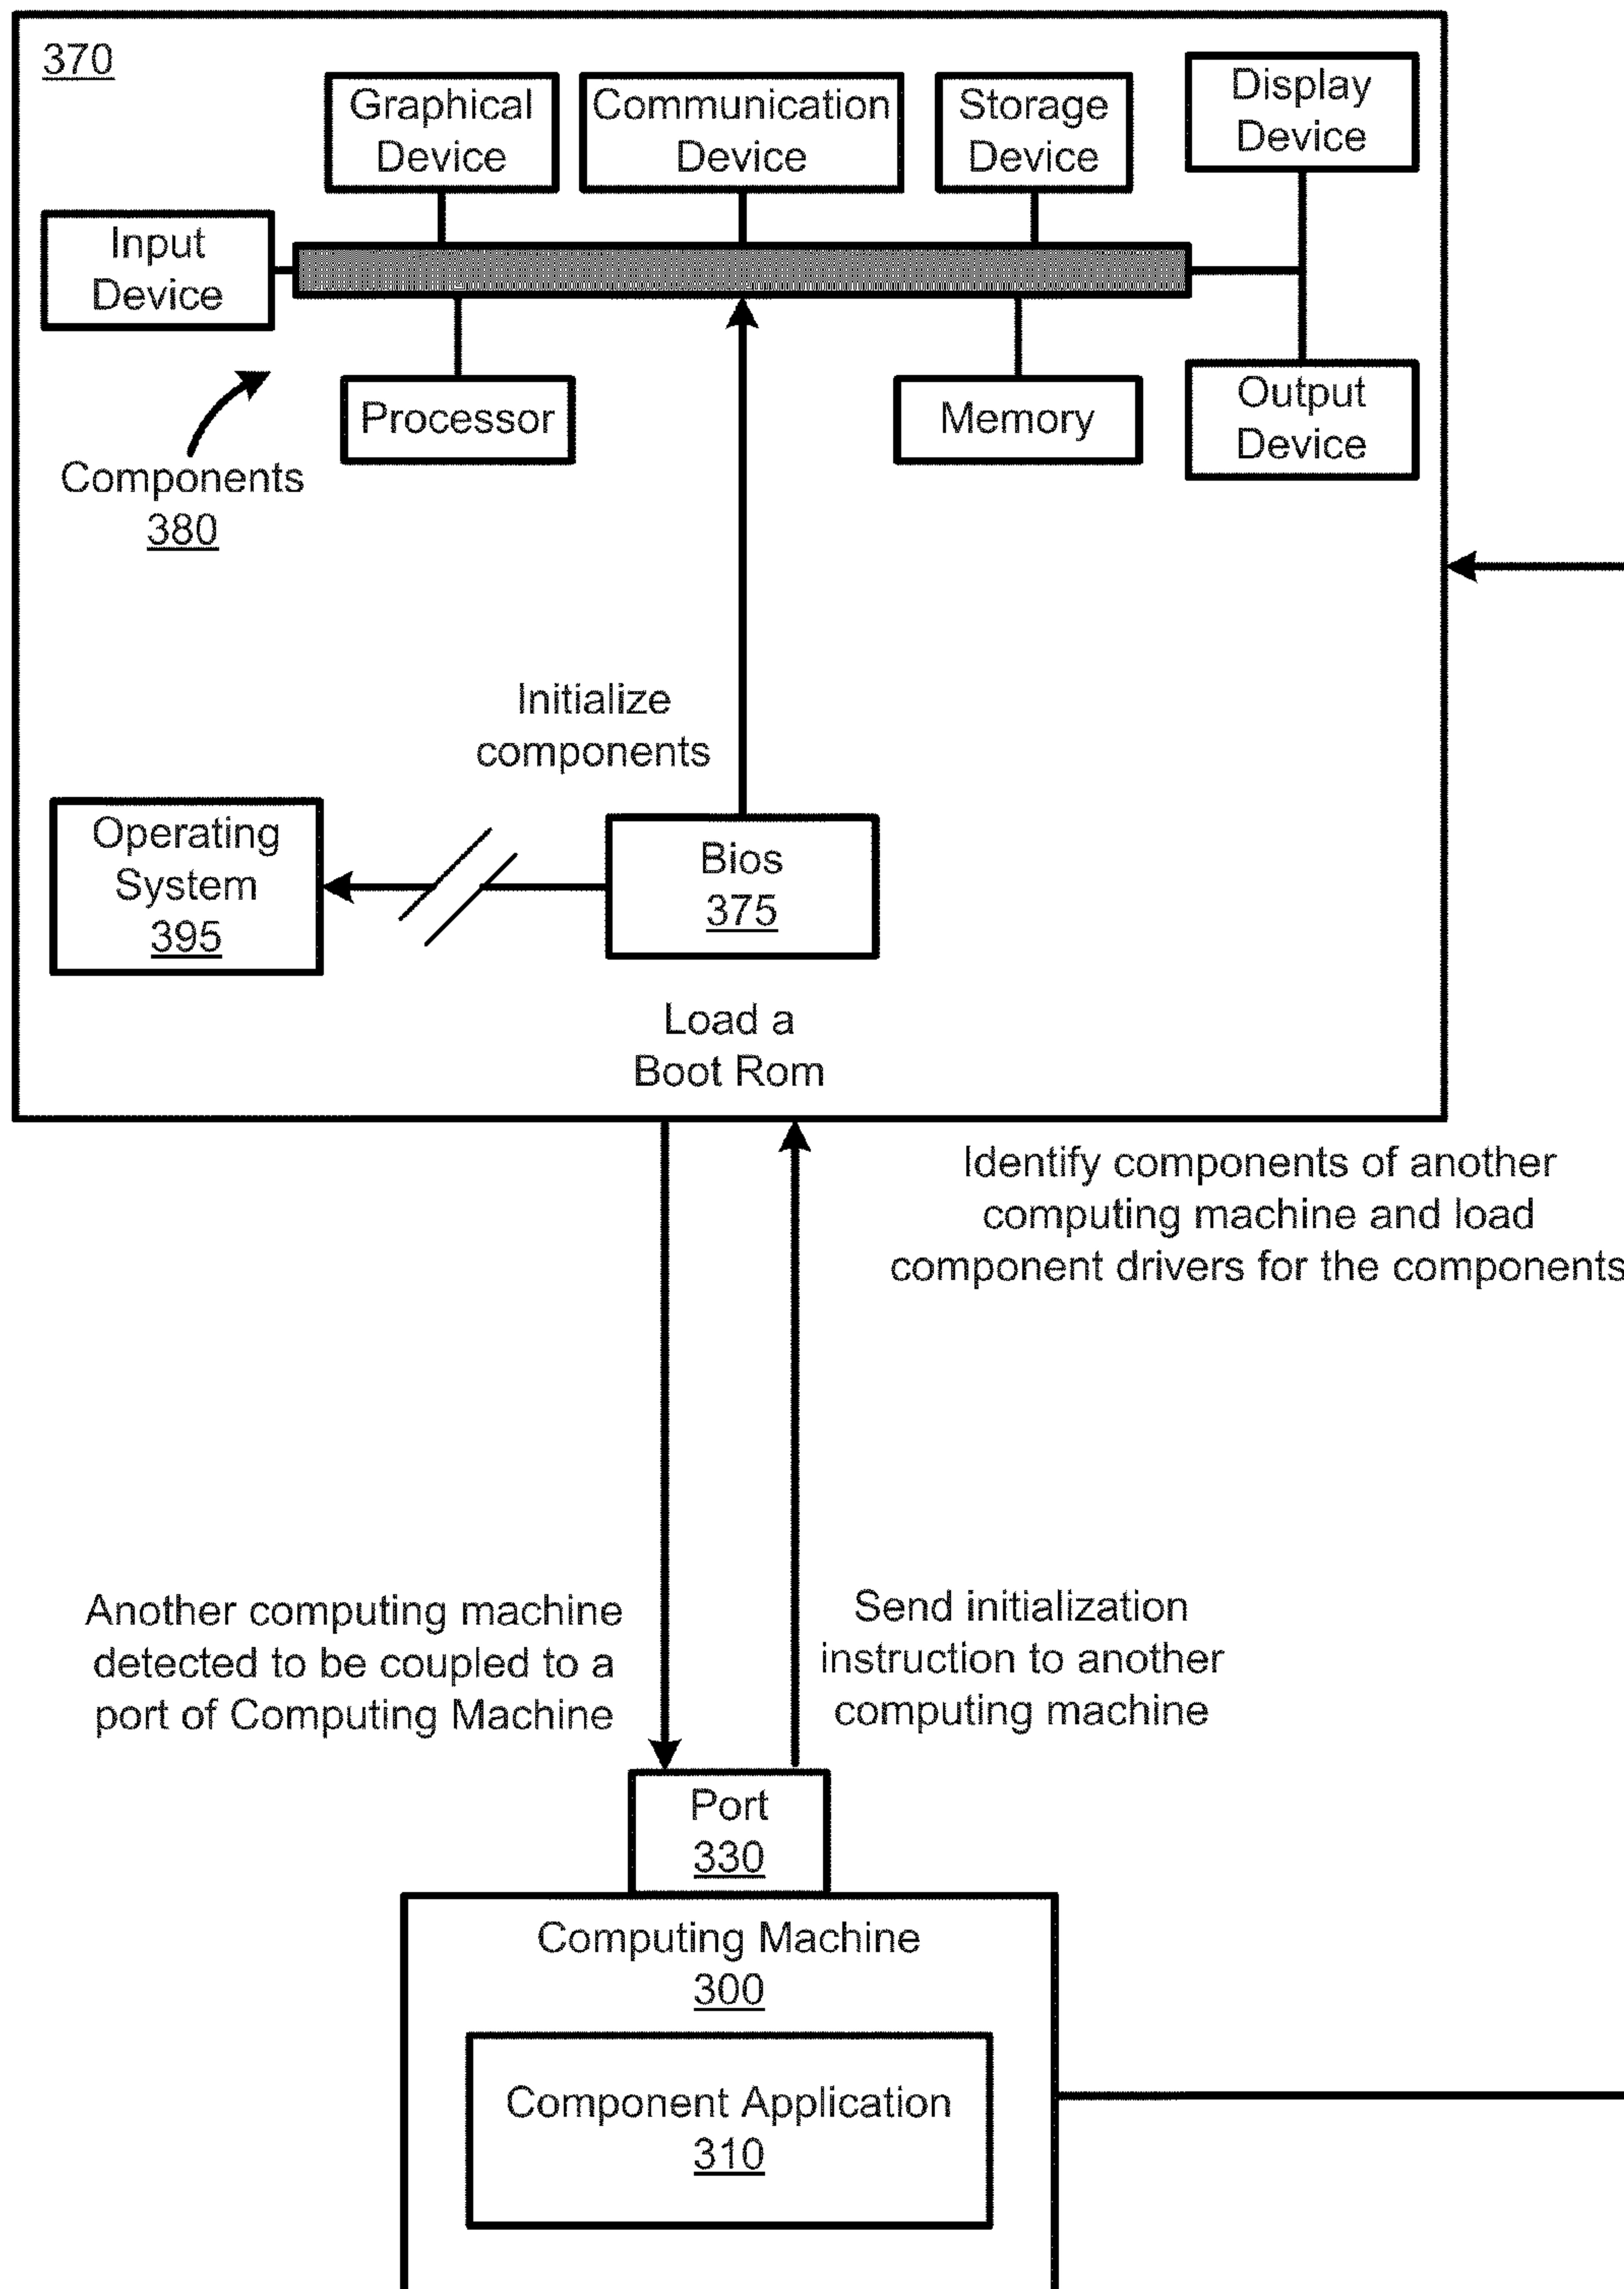 370
Graphical
Device
Communication
Device
Storage
Device
Display
Device
Input
Device
Processor
Memory
Output
Device
Components
380
Initialize
components
Operating
System
395
Bios
375
Load a
Boot Rom
Identify components of another
computing machine and load
component drivers for the components
Another computing machine
detected to be coupled to a
port of Computing Machine
Send initialization
instruction to another
computing machine
Port
330
Computing Machine
300
Component Application
310